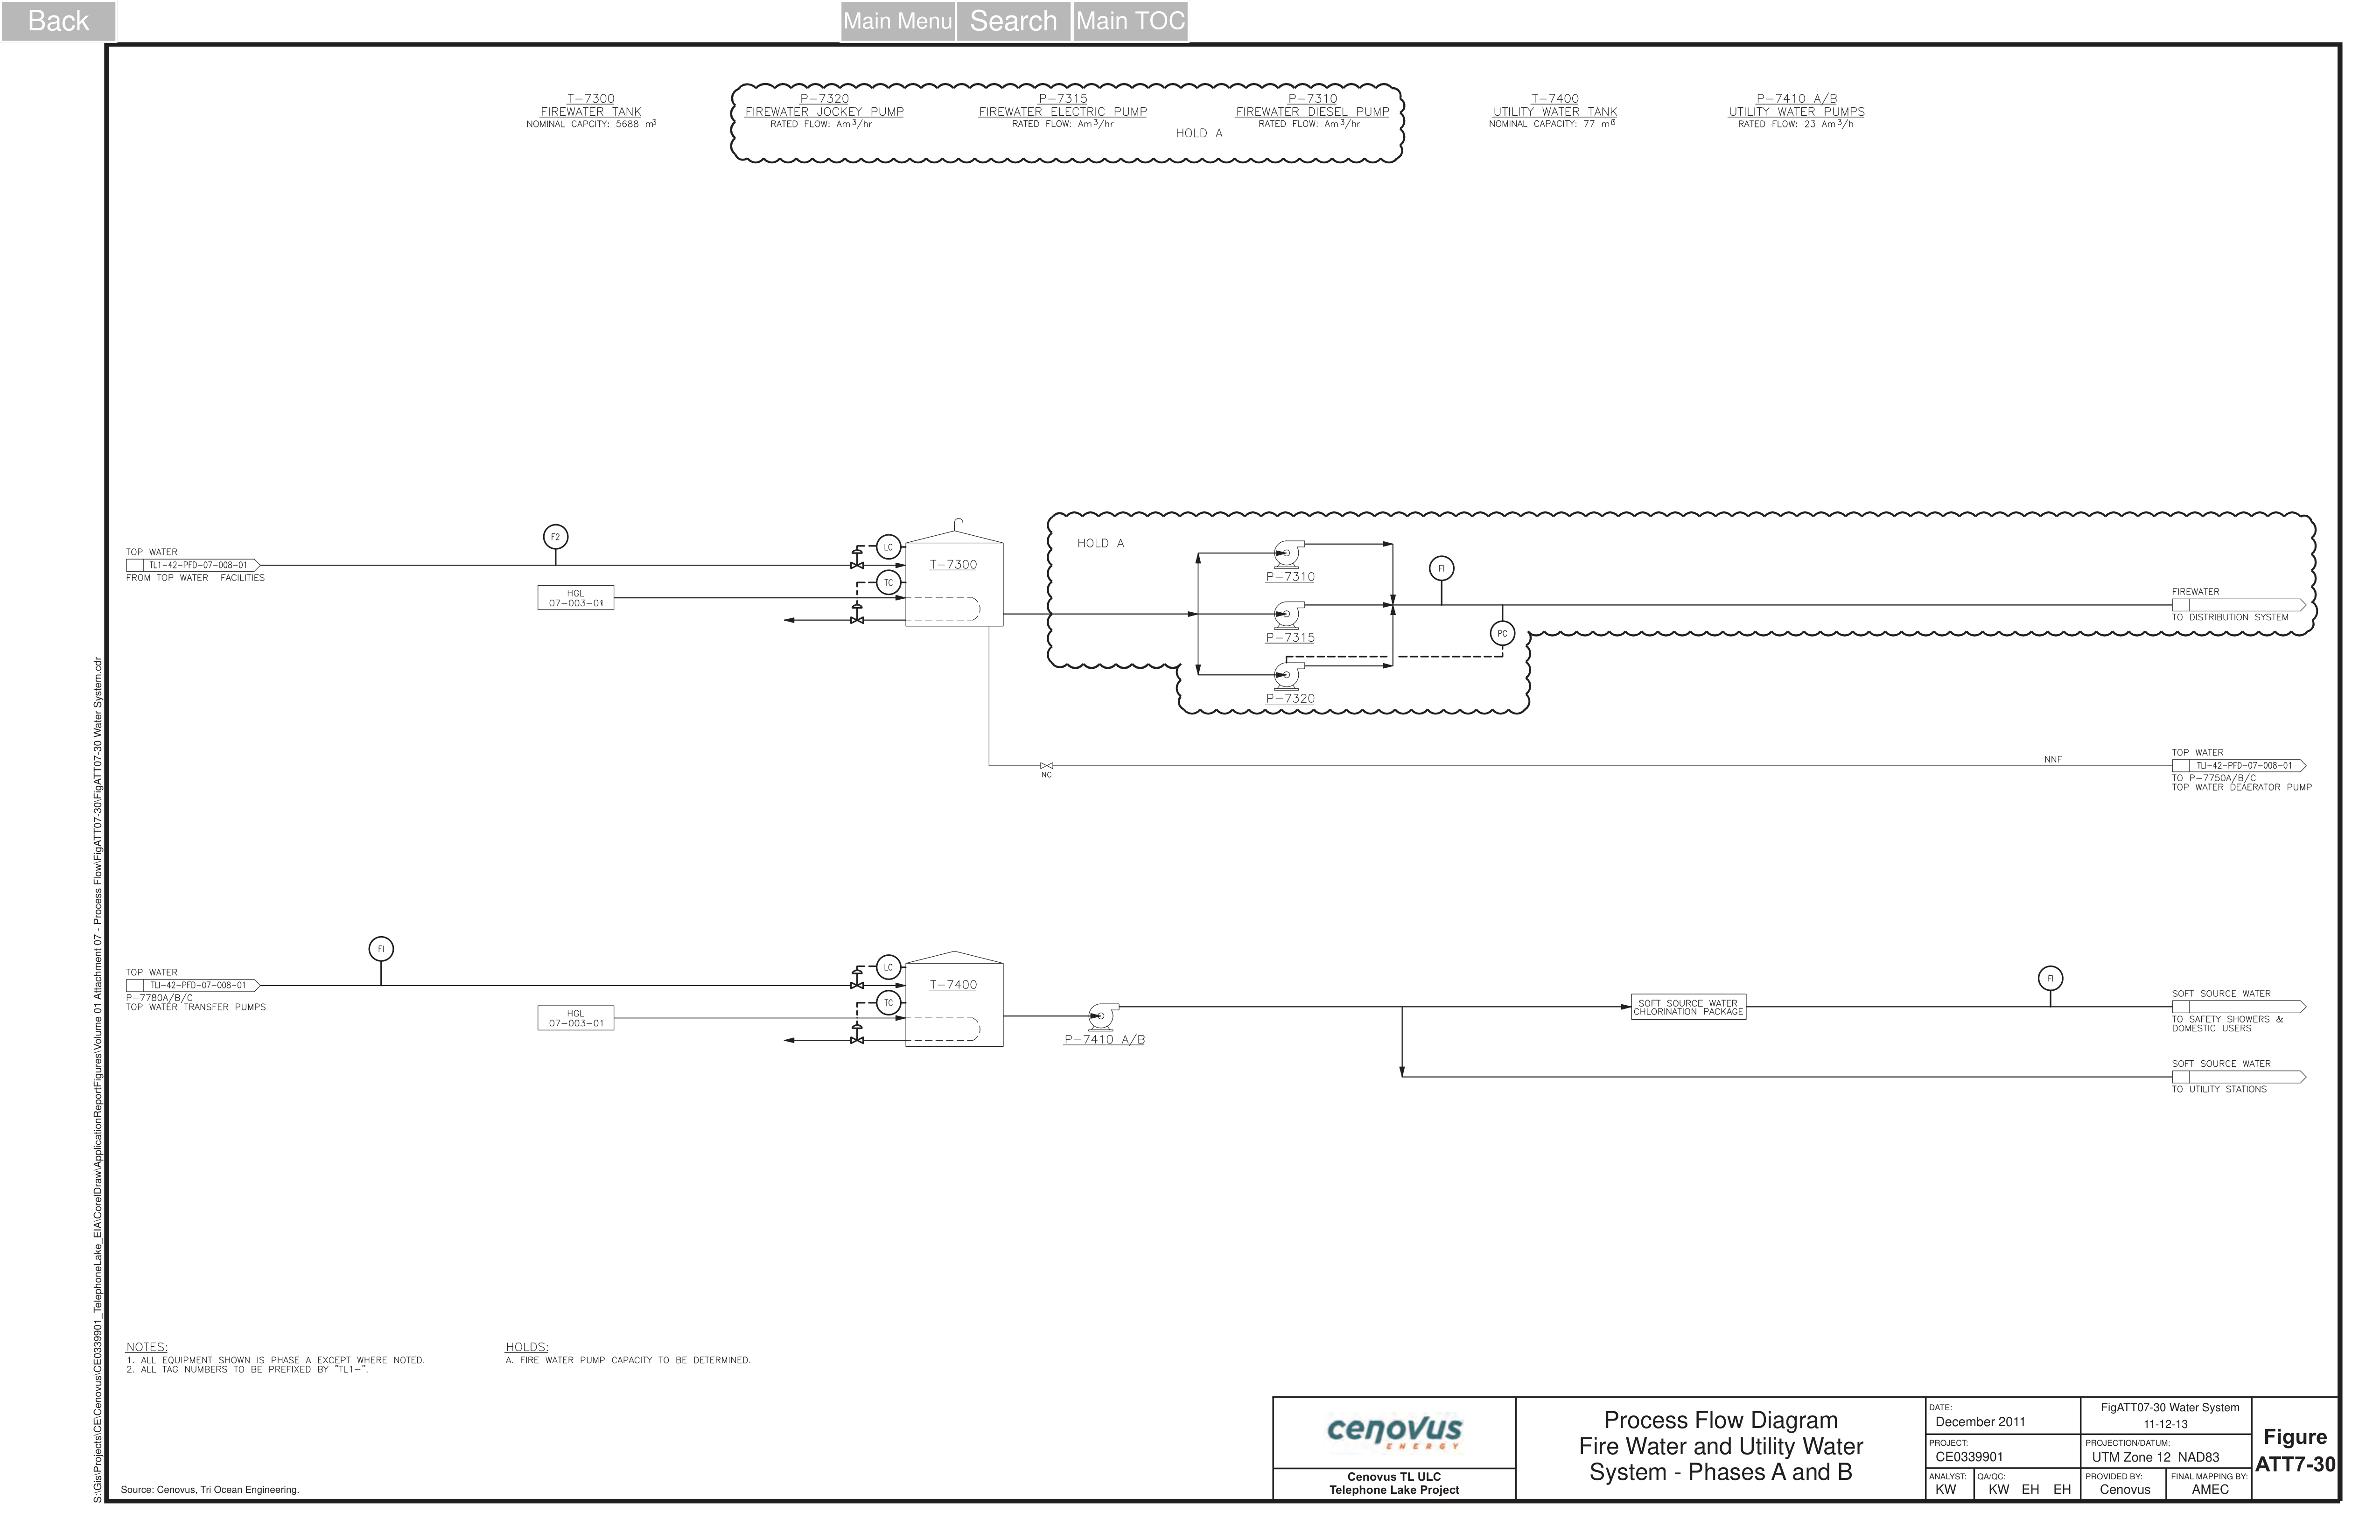 Back
Main Menu
Search
Main TOC
T-7300
FIREWATER TANK
NOMINAL CAPCITY: 5688 m3
P-7320
FIREWATER JOCKEY PUMP
RATED FLOW: Am3/hr
P-7315
FIREWATER ELECTRIC PUMP
RATED FLOW: Am3/hr
P-7310
FIREWATER DIESEL PUMP
RATED FLOW: Am3/hr
HOLD A
T-7400
UTILITY WATER TANK
NOMINAL CAPACITY: 77 m
P-7410 A/B
UTILITY WATER PUMPS
RATED FLOW: 23 Am3/h
TOP WATER
TL1-42-PFD-07-008-01
FROM TOP WATER FACILITIES
F2
HGL
07-003-01
LC
TC
T-7300
HOLD A
P-7310
P-7315
P-7320
FI
PC
FIREWATER
TO DISTRIBUTION SYSTEM
NC
NNF
TOP WATER
TLI-42-PFD-07-008-01
TO P-7750A/B/C
TOP WATER DEAERATOR PUMP
TOP WATER
TLI-42-PFD-07-008-01
P-7780A/B/C
TOP WATER TRANSFER PUMPS
FI
HGL
07-003-01
LC
TC
T-7400
P-7410 A/B
SOFT SOURCE WATER
CHLORINATION PACKAGE
FI
SOFT SOURCE WATER
TO SAFETY SHOWERS &
DOMESTIC USERS
SOFT SOURCE WATER
TO UTILITY STATIONS
NOTES:
1. ALL EQUIPMENT SHOWN IS PHASE A EXCEPT WHERE NOTED.
2. ALL TAG NUMBERS TO BE PREFIXED BY "TL1-".
HOLDS:
A. FIRE WATER PUMP CAPACITY TO BE DETERMINED.
S:\Gis\Projects\CE\Cenovus\CE0339901_TelephoneLake_EIA\CorelDraw\ApplicationReportFigures\Volume 01 Attachment 07 - Process Flow\FigATT07-30\FigATT07-30 Water System.cdr
Source: Cenovus, Tri Ocean Engineering.
cenovus
ENERGY
Cenovus TL ULC
Telephone Lake Project
Process Flow Diagram
Fire Water and Utility Water
System - Phases A and B
DATE:
December 2011
FigATT07-30 Water System
11-12-13
PROJECT:
CE0339901
PROJECTION/DATUM:
UTM Zone 12 NAD83
ANALYST:
KW
QA/QC:
KW EH EH
PROVIDED BY:
Cenovus
FINAL MAPPING BY:
AMEC
Figure
ATT7-30